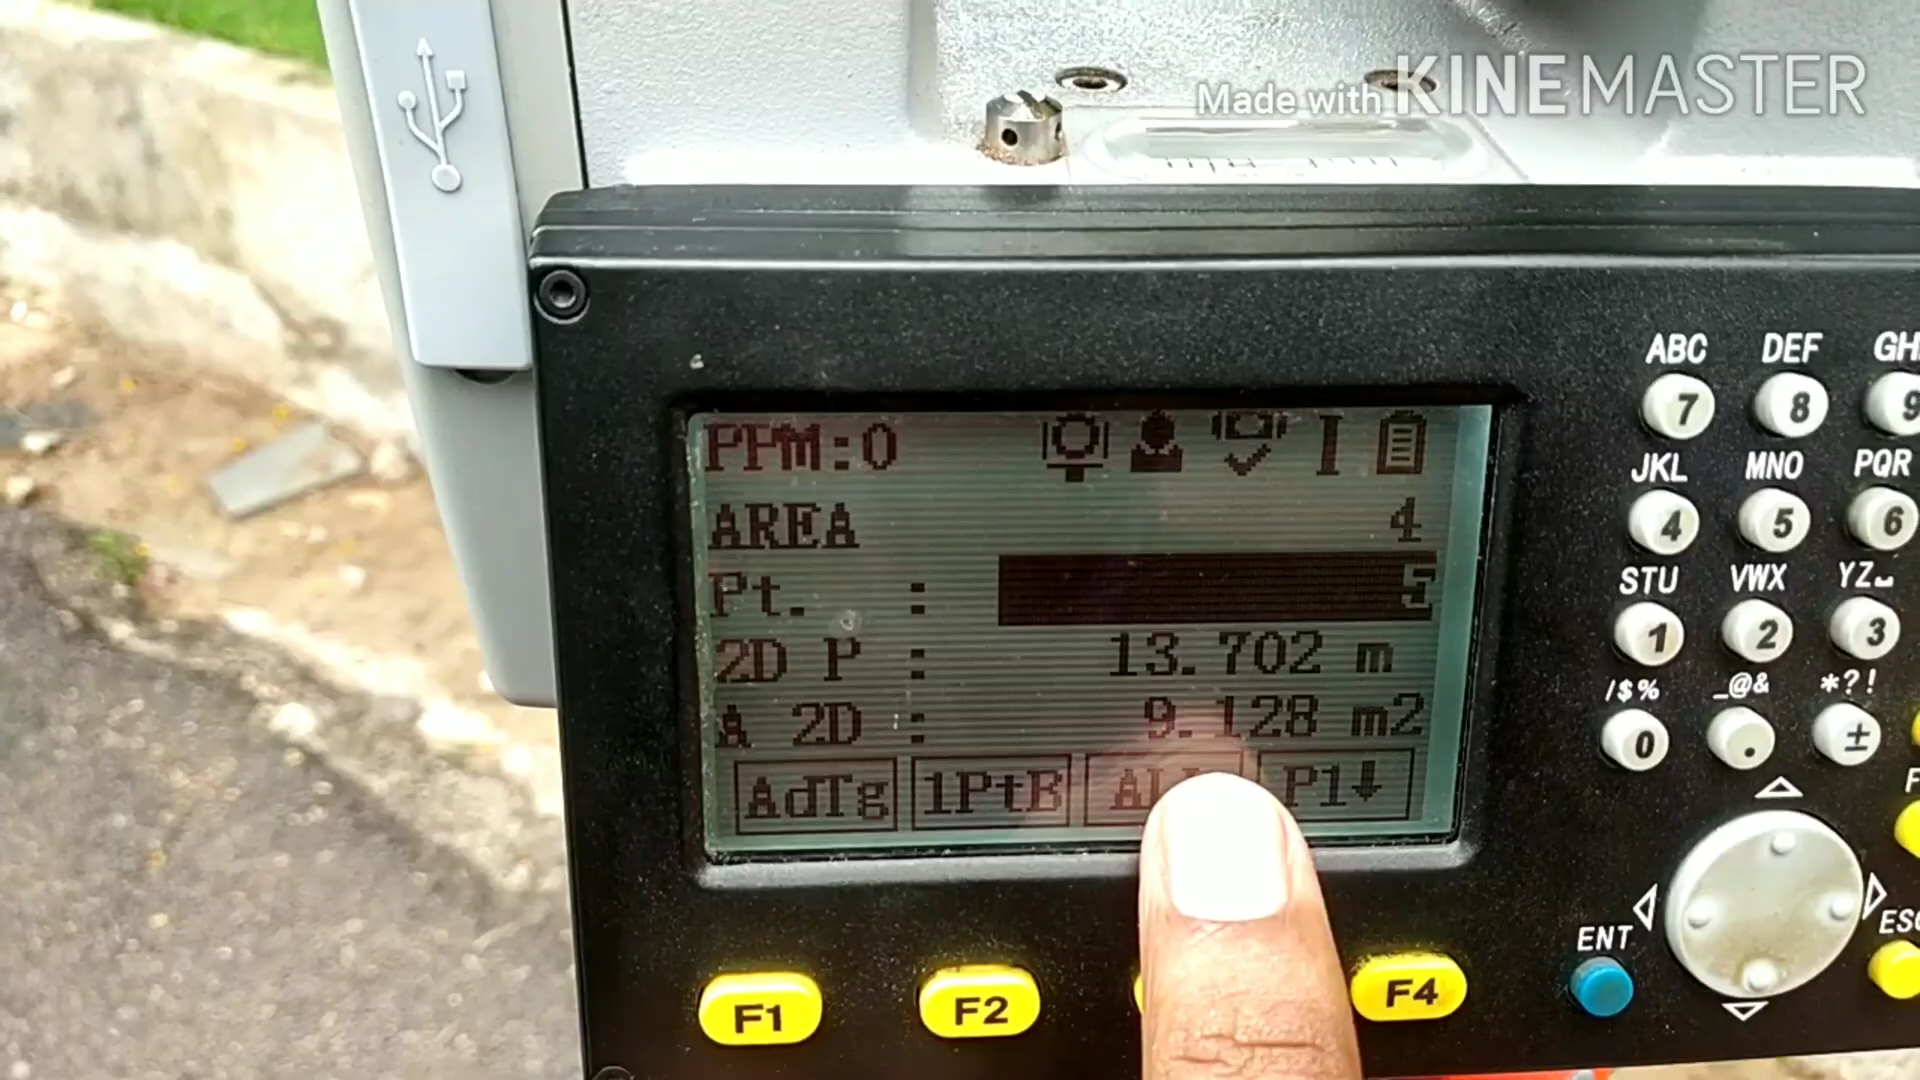 Made with KINEMASTER
PPM:0
AREA 4
Pt. : 5
2D P : 13.702 m
A 2D : 9.128 m2
AdTg 1PtB P1↓
F1 F2 F4
ABC DEF
7 8 9
JKL MNO PQR
4 5 6
STU VWX YZ
1 2 3
/$% _@& *?!
0 . ±
ENT